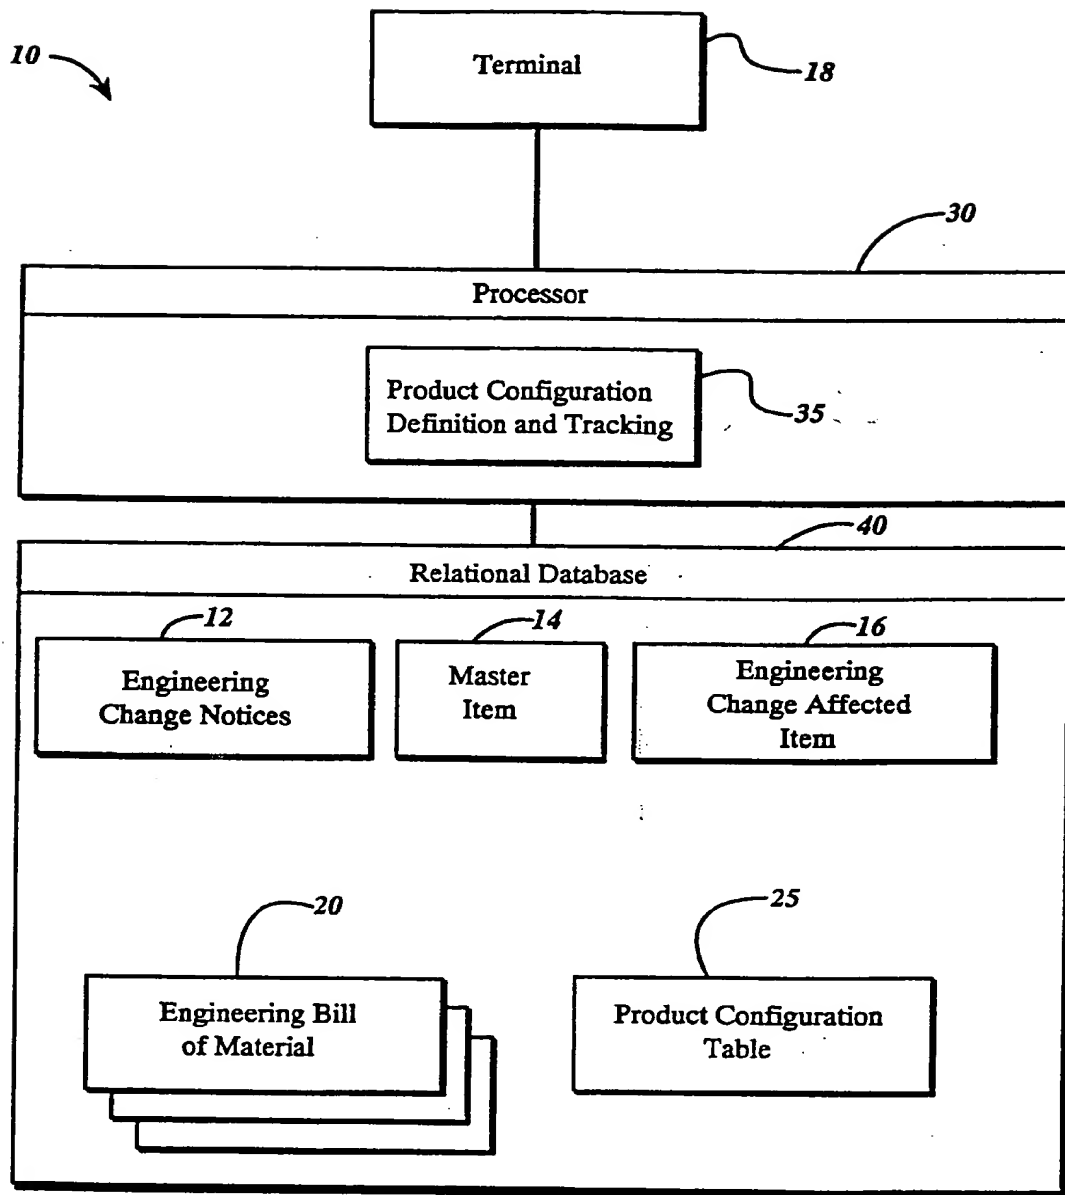 10
Terminal
18
30
Processor
Product Configuration
Definition and Tracking
35
40
Relational Database
12
14
16
Engineering
Change Notices
Master
Item
Engineering
Change Affected
Item
20
25
Engineering Bill
of Material
Product Configuration
Table